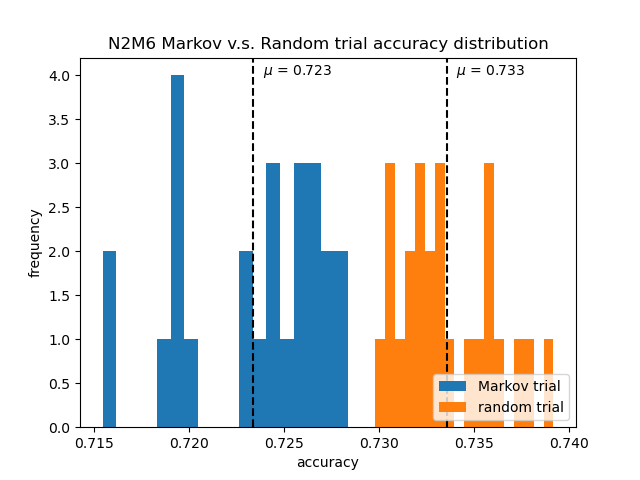 N2M6 Markov v.s. Random trial accuracy distribution
μ = 0.723
μ = 0.733
4.0
3.5
3.0
2.5
2.0
1.5
1.0
0.5
0.0
frequency
Markov trial
random trial
0.715
0.720
0.725
0.730
0.735
0.740
accuracy